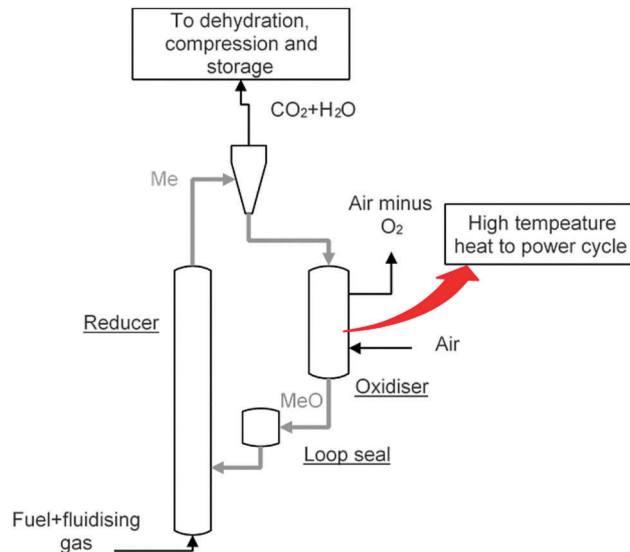 To dehydration,
compression and
storage
CO₂+H₂O
Me
Air minus
O₂
High tempeature
heat to power cycle
Reducer
Air
Oxidiser
MeO
Loop seal
Fuel+fluidising
gas